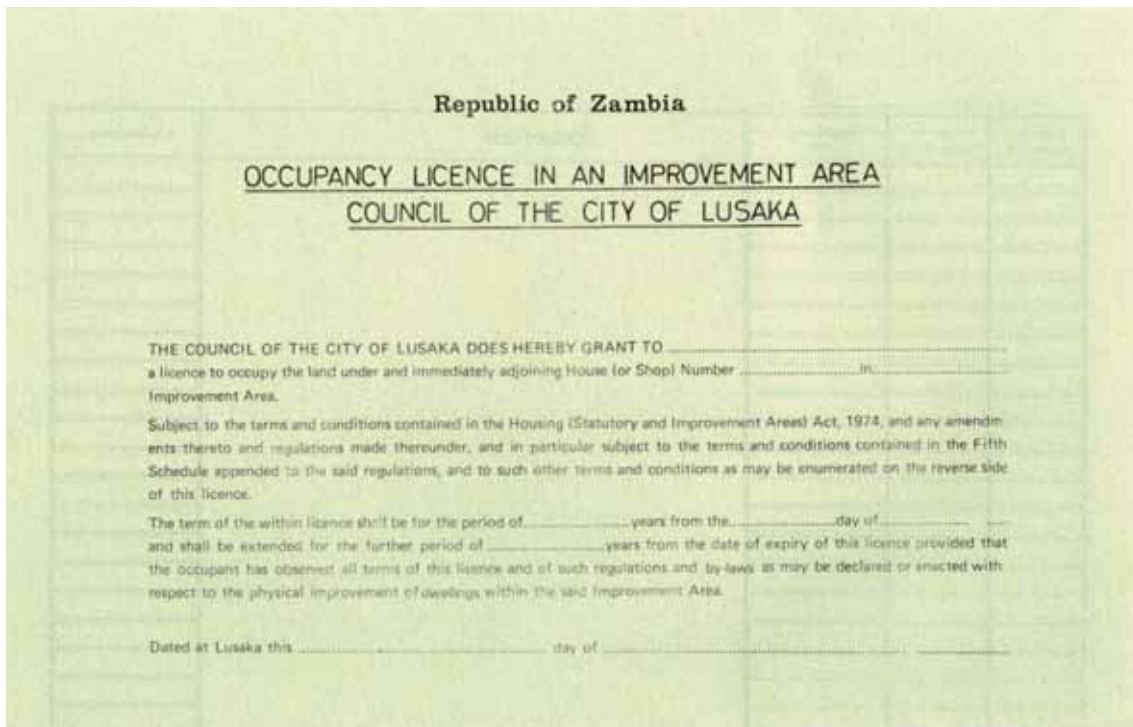 Republic of Zambia
OCCUPANCY LICENCE IN AN IMPROVEMENT AREA
COUNCIL OF THE CITY OF LUSAKA
THE COUNCIL OF THE CITY OF LUSAKA DOES HEREBY GRANT TO
a licence to occupy the land under and immediately adjoining House (or Shop) Number in
Improvement Area.
Subject to the terms and conditions contained in the Housing (Statutory and Improvement Areas) Act, 1974, and any amendm
ents thereto and regulations made thereunder, and in particular subject to the terms and conditions contained in the Fifth
Schedule appended to the said regulations, and to such other terms and conditions as may be enumerated on the reverse side
of this licence.
The term of the within licence shall be for the period of years from the day of
and shall be extended for the further period of years from the date of expiry of this licence provided that
the occupant has observed all terms of this licence and of such regulations and by-laws as may be declared or enacted with
respect to the physical improvement of dwellings within the said Improvement Area.
Dated at Lusaka this day of